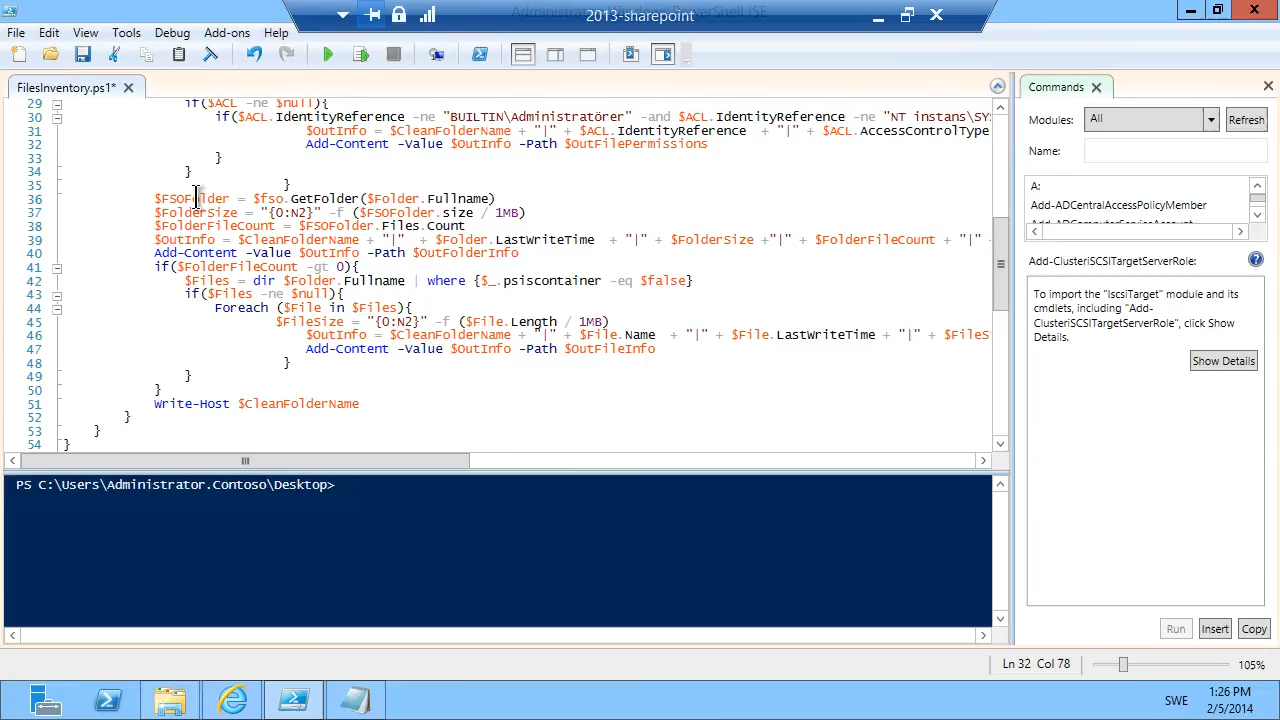 Administrator: Windows PowerShell ISE
2013-sharepoint
File Edit View Tools Debug Add-ons Help
FilesInventory.ps1*
29 if($ACL -ne $null){
30 if($ACL.IdentityReference -ne "BUILTIN\Administratörer" -and $ACL.IdentityReference -ne "NT instans\SYS
31 $OutInfo = $CleanFolderName + "|" + $ACL.IdentityReference + "|" + $ACL.AccessControlType
32 Add-Content -Value $OutInfo -Path $OutFilePermissions
33 }
34 }
35 }
36 $FSOFolder = $fso.GetFolder($Folder.Fullname)
37 $FolderSize = "{0:N2}" -f ($FSOFolder.size / 1MB)
38 $FolderFileCount = $FSOFolder.Files.Count
39 $OutInfo = $CleanFolderName + "|" + $Folder.LastWriteTime + "|" + $FolderSize +"|" + $FolderFileCount + "|" +
40 Add-Content -Value $OutInfo -Path $OutFolderInfo
41 if($FolderFileCount -gt 0){
42 $Files = dir $Folder.Fullname | where {$_.psiscontainer -eq $false}
43 if($Files -ne $null){
44 Foreach ($File in $Files){
45 $FileSize = "{0:N2}" -f ($File.Length / 1MB)
46 $OutInfo = $CleanFolderName + "|" + $File.Name + "|" + $File.LastWriteTime + "|" + $FileS
47 Add-Content -Value $OutInfo -Path $OutFileInfo
48 }
49 }
50 }
51 Write-Host $CleanFolderName
52 }
53 }
54 }
PS C:\Users\Administrator.Contoso\Desktop>
Commands
Modules: All Refresh
Name:
A:
Add-ADCentralAccessPolicyMember
Add-ADComputerServiceAccount
Add-ClusteriSCSITargetServerRole:
To import the "IscsiTarget" module and its
cmdlets, including "Add-
ClusteriSCSITargetServerRole", click Show
Details.
Show Details
Run Insert Copy
Ln 32 Col 78 105%
SWE
1:26 PM
2/5/2014